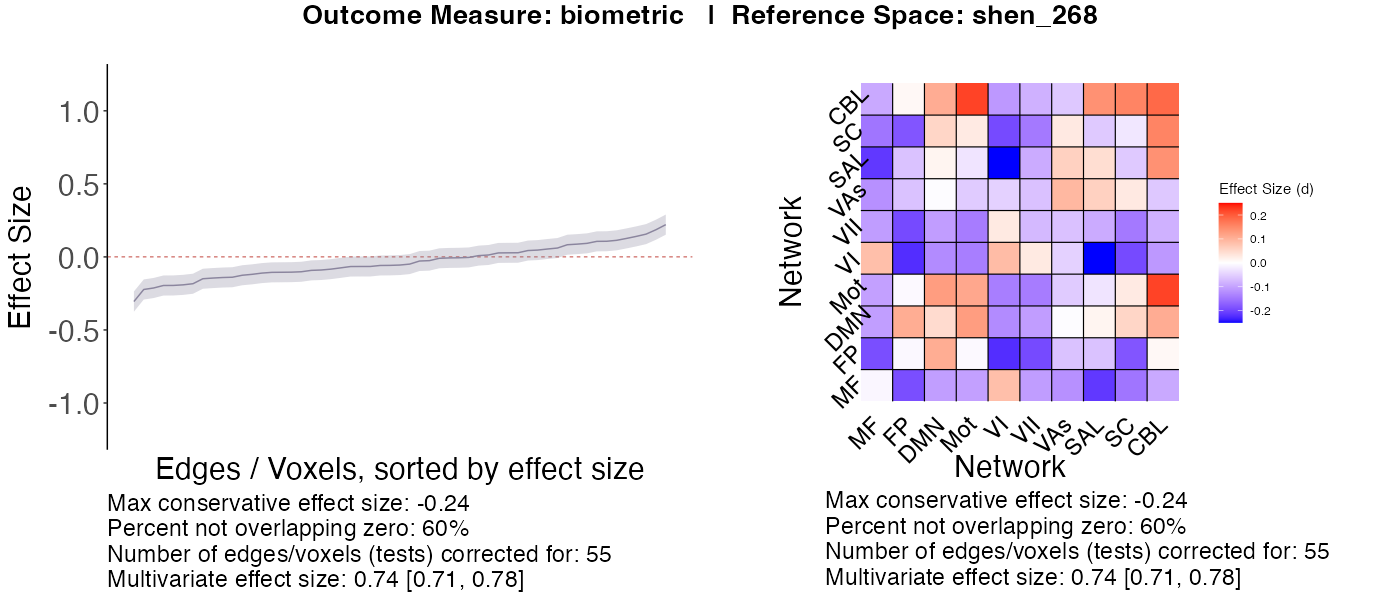 Outcome Measure: biometric | Reference Space: shen_268
Effect Size
1.0
0.5
0.0
-0.5
-1.0
Edges / Voxels, sorted by effect size
Max conservative effect size: -0.24
Percent not overlapping zero: 60%
Number of edges/voxels (tests) corrected for: 55
Multivariate effect size: 0.74 [0.71, 0.78]
Network
CBL
SC
SAL
VAs
VII
VI
Mot
DMN
FP
MF
MF
FP
DMN
Mot
VI
VII
VAs
SAL
SC
CBL
Network
Effect Size (d)
0.2
0.1
0.0
-0.1
-0.2
Max conservative effect size: -0.24
Percent not overlapping zero: 60%
Number of edges/voxels (tests) corrected for: 55
Multivariate effect size: 0.74 [0.71, 0.78]